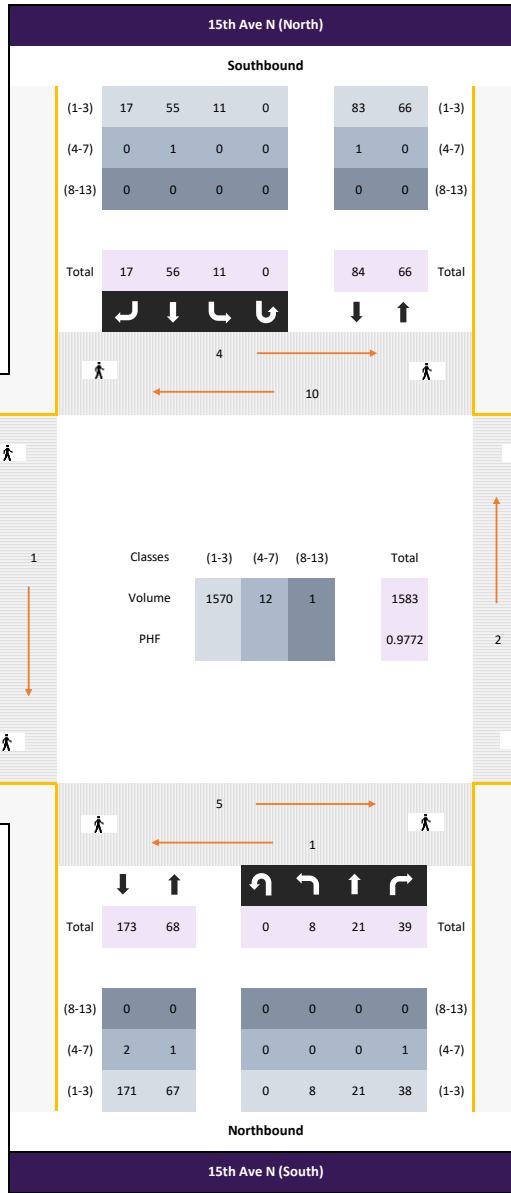 15th Ave N (North)
Southbound
(1-3) 17 55 11 0 83 66 (1-3)
(4-7) 0 1 0 0 1 0 (4-7)
(8-13) 0 0 0 0 0 0 (8-13)
Total 17 56 11 0 84 66 Total
4
10
1
Classes (1-3) (4-7) (8-13) Total
Volume 1570 12 1 1583
PHF 0.9772
2
5
1
Total 173 68 0 8 21 39 Total
(8-13) 0 0 0 0 0 0 (8-13)
(4-7) 2 1 0 0 0 1 (4-7)
(1-3) 171 67 0 8 21 38 (1-3)
Northbound
15th Ave N (South)